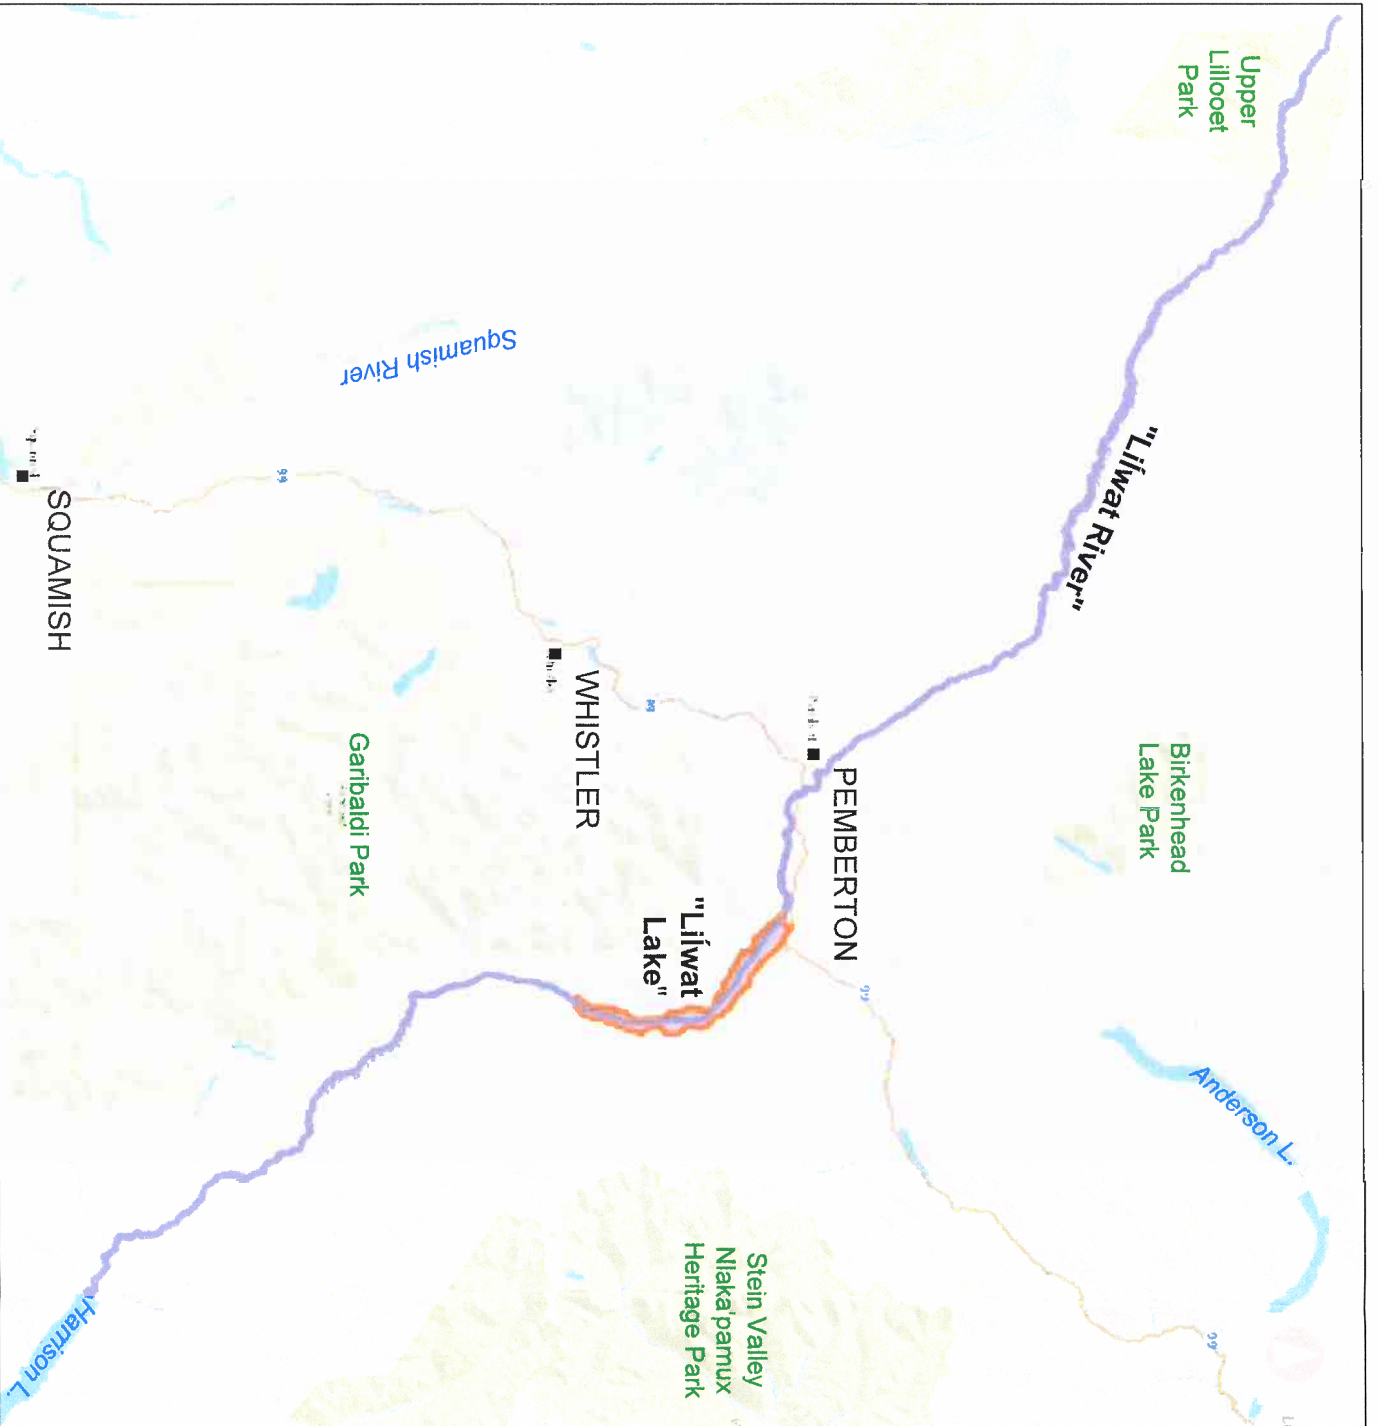 Upper
Lillooet
Park
"Lil̓wat River"
Birkenhead
Lake Park
Anderson L.
Squamish River
PEMBERTON
99
99
99
99
WHISTLER
"Lil̓wat
Lake"
SQUAMISH
Garibaldi Park
Stein Valley
Nlaka'pamux
Heritage Park
Harrison L.